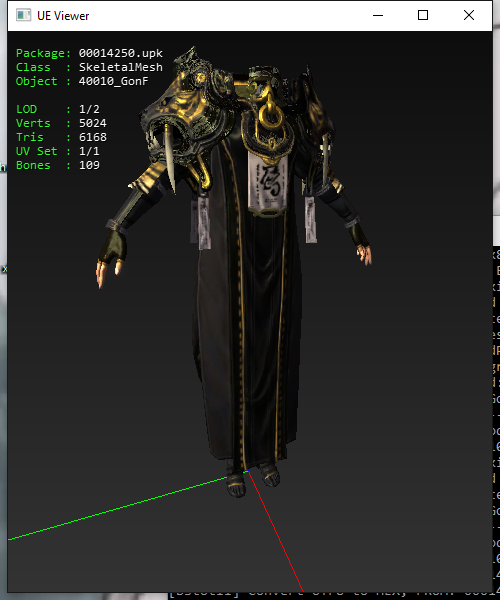 UE Viewer
Package: 00014250.upk
Class : SkeletalMesh
Object : 40010_GonF
LOD : 1/2
Verts : 5024
Tris : 6168
UV Set : 1/1
Bones : 109